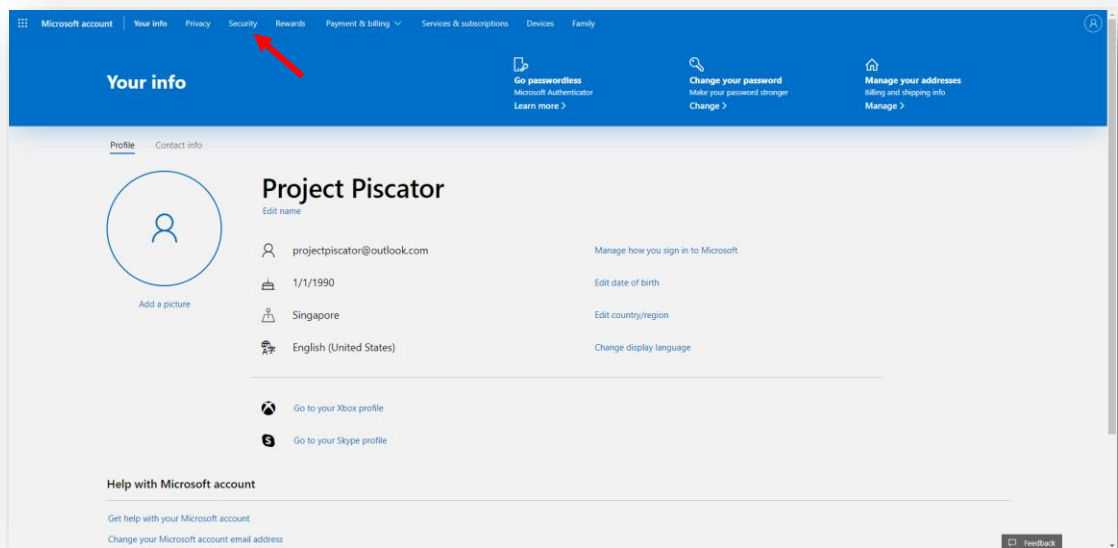 Microsoft account Your info Privacy Security Rewards Payment & billing Services & subscriptions Devices Family
Your info
Go passwordless
Microsoft Authenticator
Learn more >
Change your password
Make your password stronger
Change >
Manage your addresses
Billing and shipping info
Manage >
Profile Contact info
Project Piscator
Edit name
projectpiscator@outlook.com Manage how you sign in to Microsoft
1/1/1990 Edit date of birth
Add a picture
Singapore Edit country/region
English (United States) Change display language
Go to your Xbox profile
Go to your Skype profile
Help with Microsoft account
Get help with your Microsoft account
Change your Microsoft account email address
Feedback